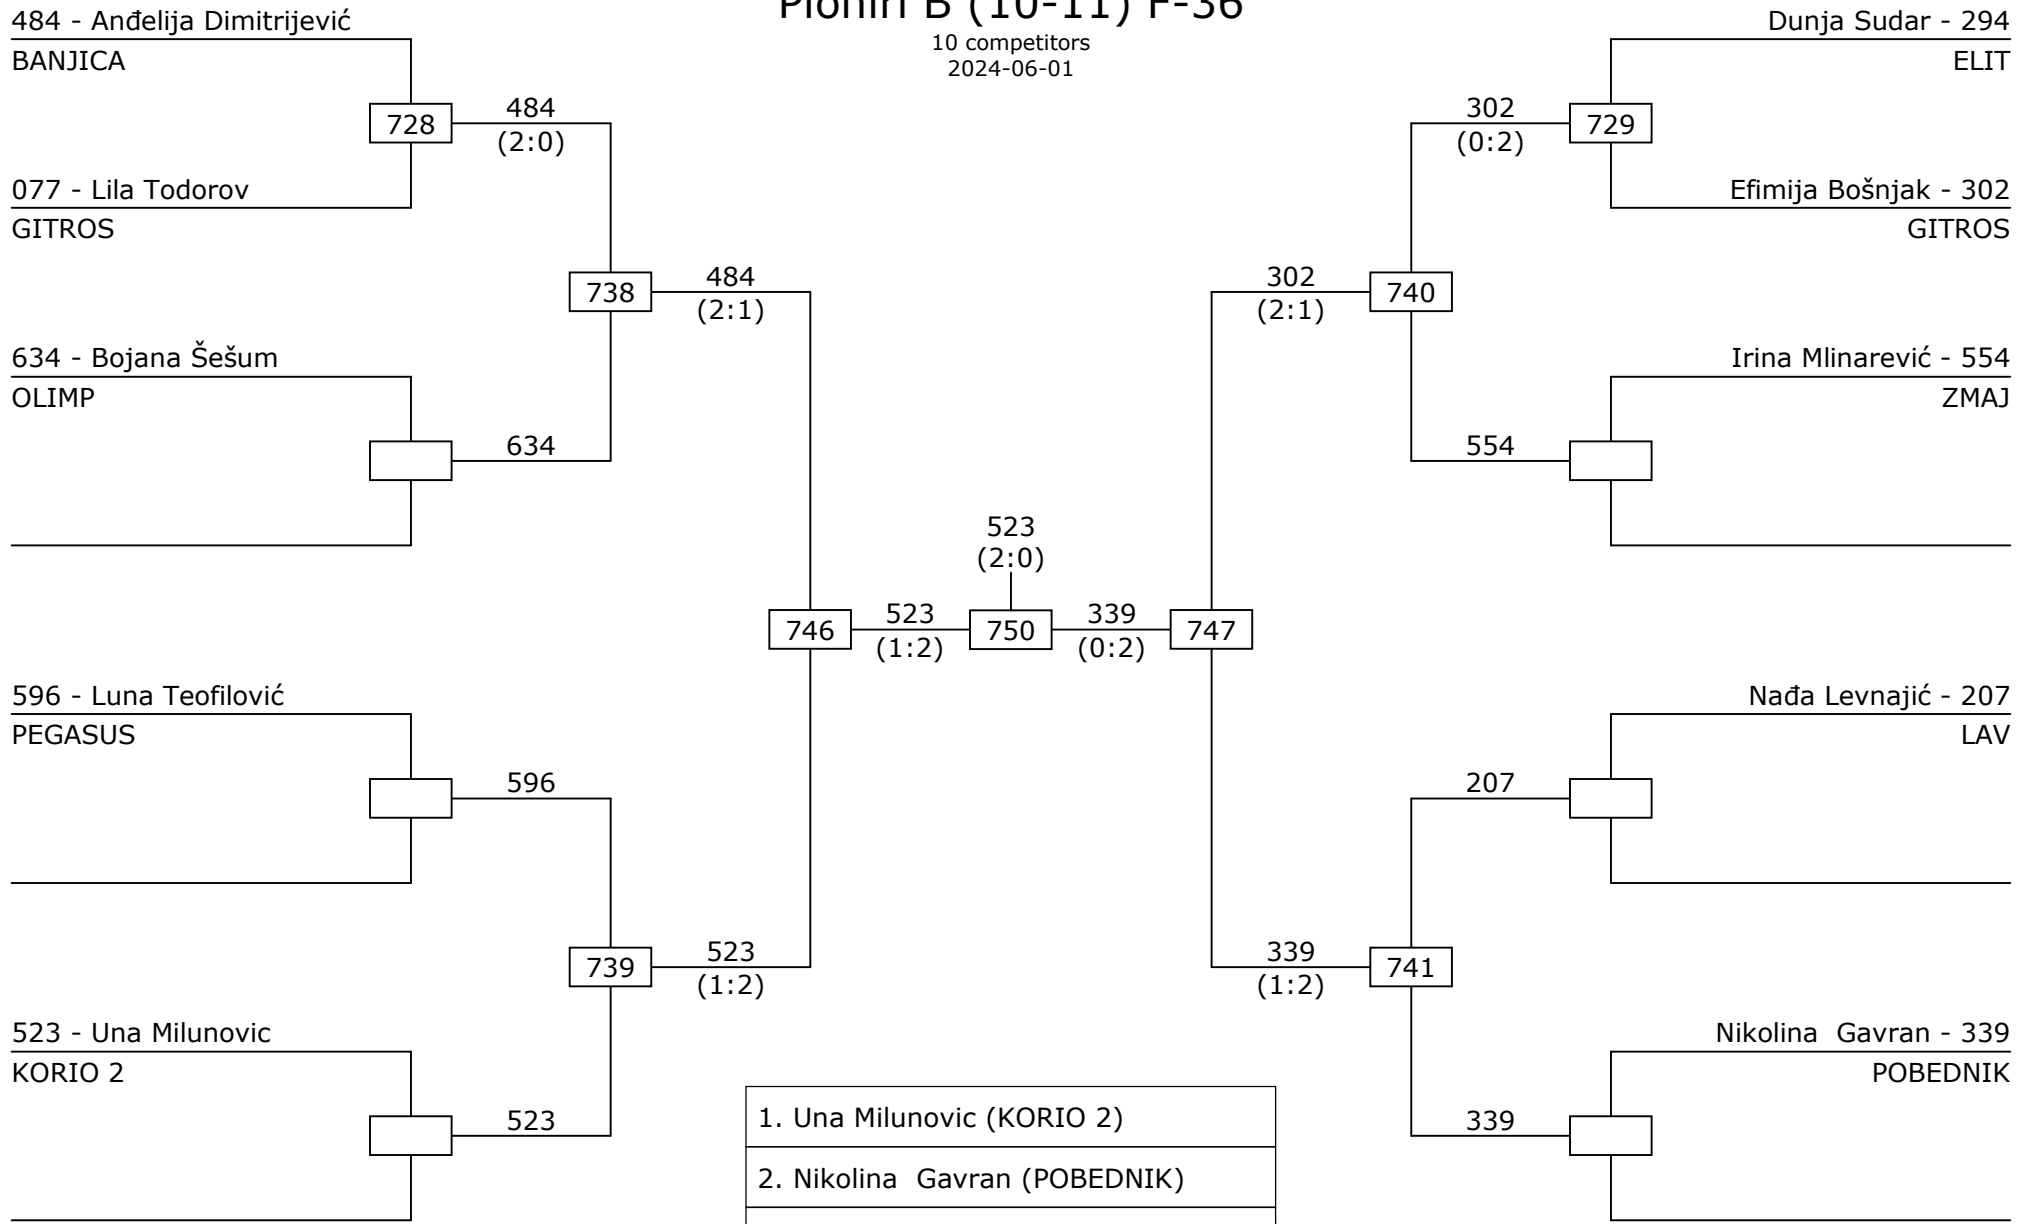 Pioniri B (10-11) F-36
10 competitors
2024-06-01
484 - Anđelija Dimitrijević
BANJICA
728
484
(2:0)
077 - Lila Todorov
GITROS
738
484
(2:1)
634 - Bojana Šešum
OLIMP
634
596 - Luna Teofilović
PEGASUS
596
739
523
(1:2)
523 - Una Milunovic
KORIO 2
523
746
523
(1:2)
523
(2:0)
750
339
(0:2)
747
Dunja Sudar - 294
ELIT
302
(0:2)
729
Efimija Bošnjak - 302
GITROS
302
(2:1)
740
Irina Mlinarević - 554
ZMAJ
554
Nađa Levnajić - 207
LAV
207
339
(1:2)
741
Nikolina  Gavran - 339
POBEDNIK
339
1. Una Milunovic (KORIO 2)
2. Nikolina  Gavran (POBEDNIK)